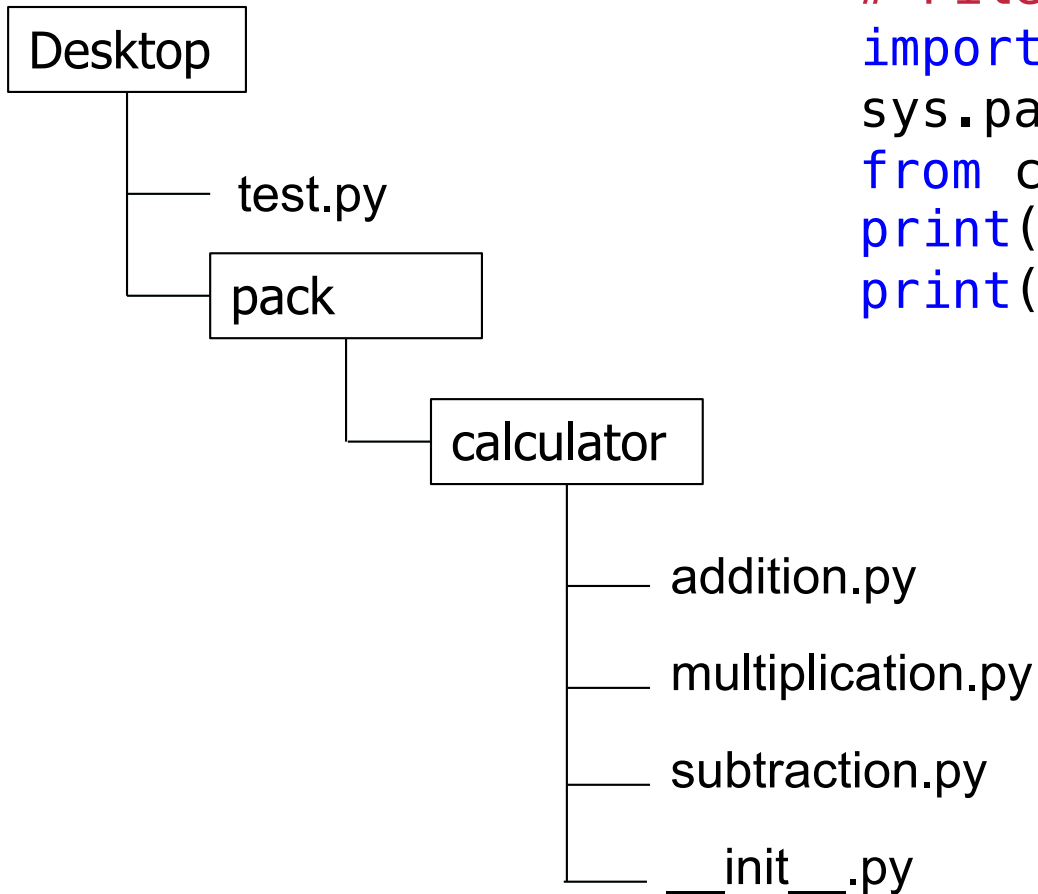 Desktop
test.py
pack
calculator
addition.py
multiplication.py
subtraction.py
__init__.py
import
sys.pa
from c
print(
print(